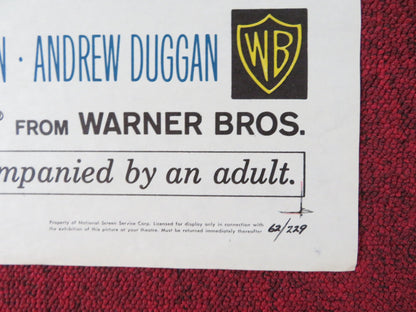 N · ANDREW DUGGAN
WB
® FROM WARNER BROS.
mpanied by an adult.
Property of National Screen Service Corp. Licensed for display only in connection with
the exhibition of this picture at your theatre. Must be returned immediately thereafter
62/229